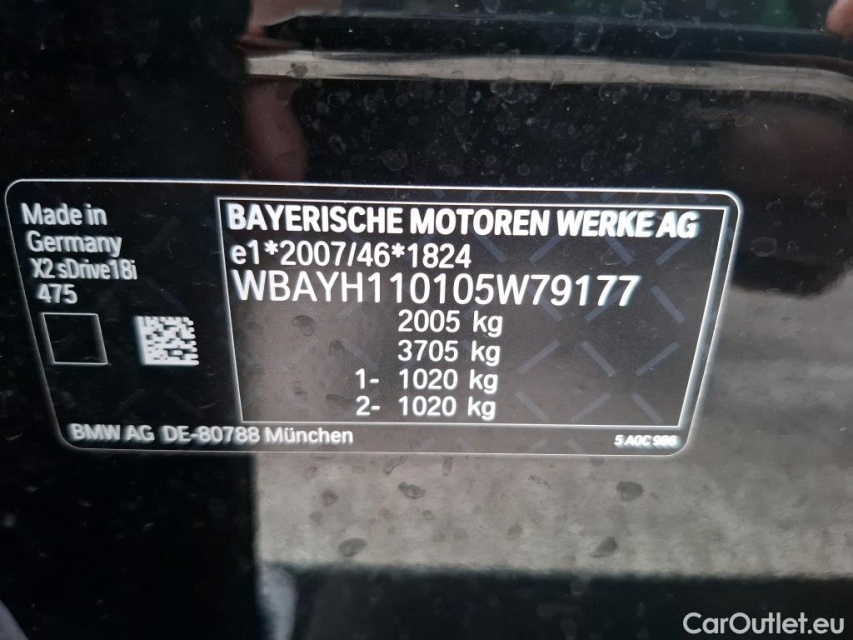 Made in
Germany
X2 sDrive18i
475
BAYERISCHE MOTOREN WERKE AG
e1*2007/46*1824
WBAYH110105W79177
2005 kg
3705 kg
1- 1020 kg
2- 1020 kg
BMW AG DE-80788 München
5 A0C 986
CarOutlet.eu